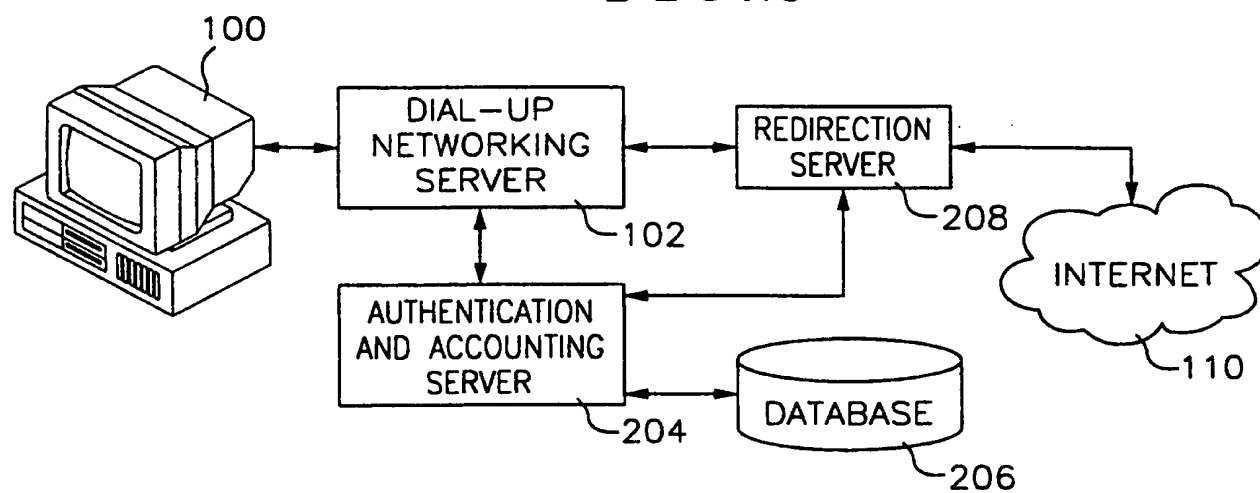 100
DIAL-UP
NETWORKING
SERVER
102
REDIRECTION
SERVER
208
INTERNET
110
AUTHENTICATION
AND ACCOUNTING
SERVER
204
DATABASE
206